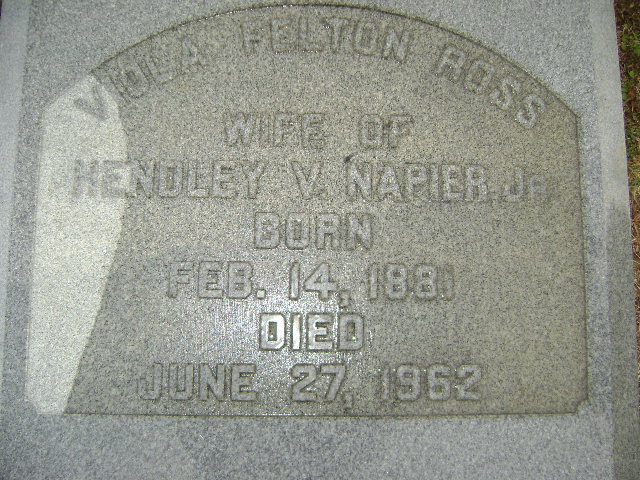 VIOLA FELTON ROSS
WIFE OF
HENDLEY V. NAPIER, JR.
BORN
FEB. 14, 1881
DIED
JUNE 27, 1962